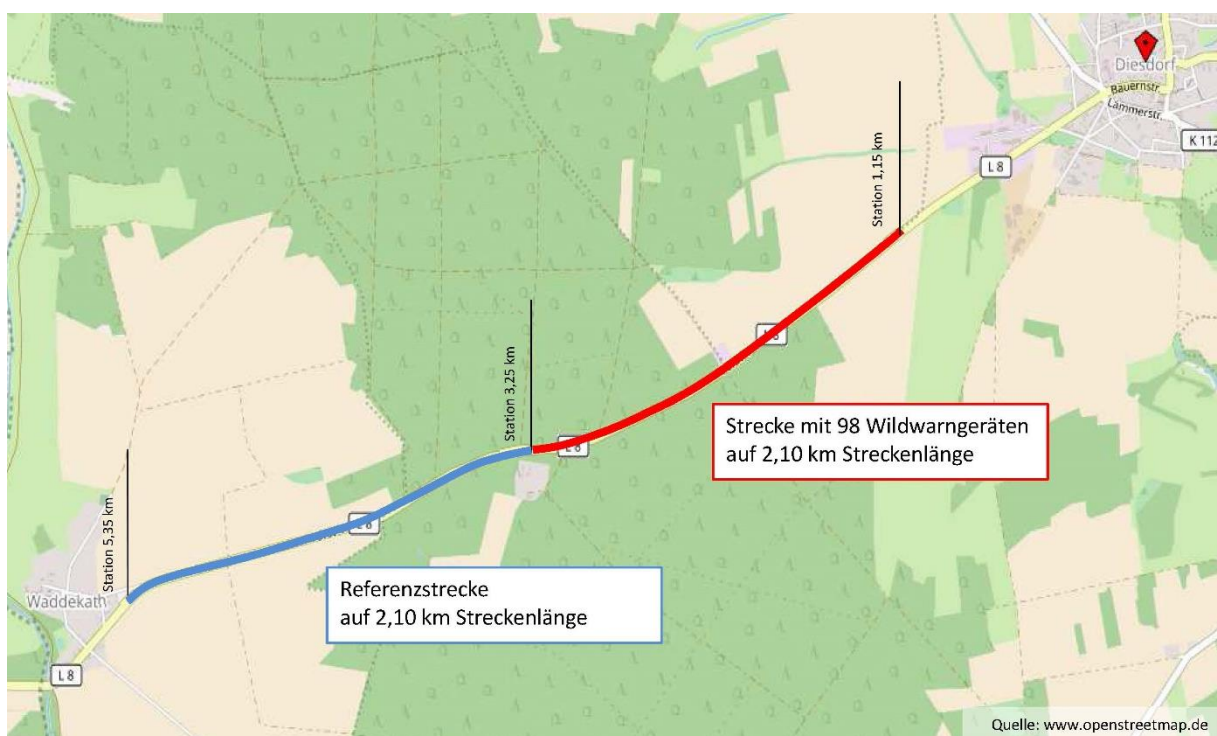 Diesdorf
Bauernstr.
Lammerstr.
K 112
L 8
Station 1,15 km
L 8
Station 3,25 km
Strecke mit 98 Wildwarngeräten
auf 2,10 km Streckenlänge
L 8
Station 5,35 km
L 8
Referenzstrecke
auf 2,10 km Streckenlänge
Waddekath
L 8
Quelle: www.openstreetmap.de